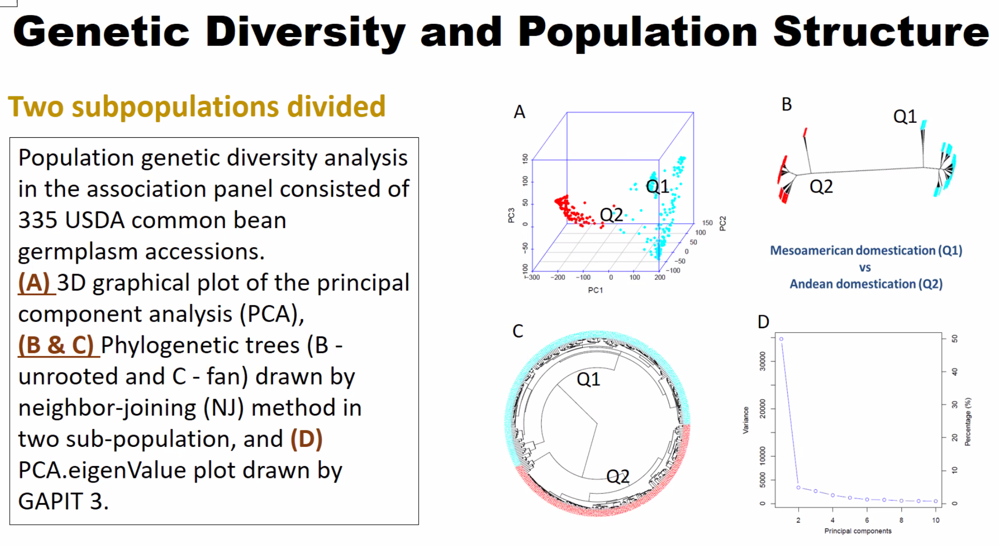 Genetic Diversity and Population Structure
Two subpopulations divided
Population genetic diversity analysis
in the association panel consisted of
335 USDA common bean
germplasm accessions.
(A) 3D graphical plot of the principal
component analysis (PCA),
(B & C) Phylogenetic trees (B -
unrooted and C - fan) drawn by
neighbor-joining (NJ) method in
two sub-population, and (D)
PCA.eigenValue plot drawn by
GAPIT 3.
A
Q1
Q2
PC3
−100
−50
0
50
100
150
−300
−200
−100
0
100
200
PC1
−100
−50
0
50
100
150
PC2
B
Q1
Q2
Mesoamerican domestication (Q1)
vs
Andean domestication (Q2)
C
Q1
Q2
D
Variance
0
5000
10000
20000
30000
2
4
6
8
10
Principal components
0
10
20
30
40
50
Percentage (%)